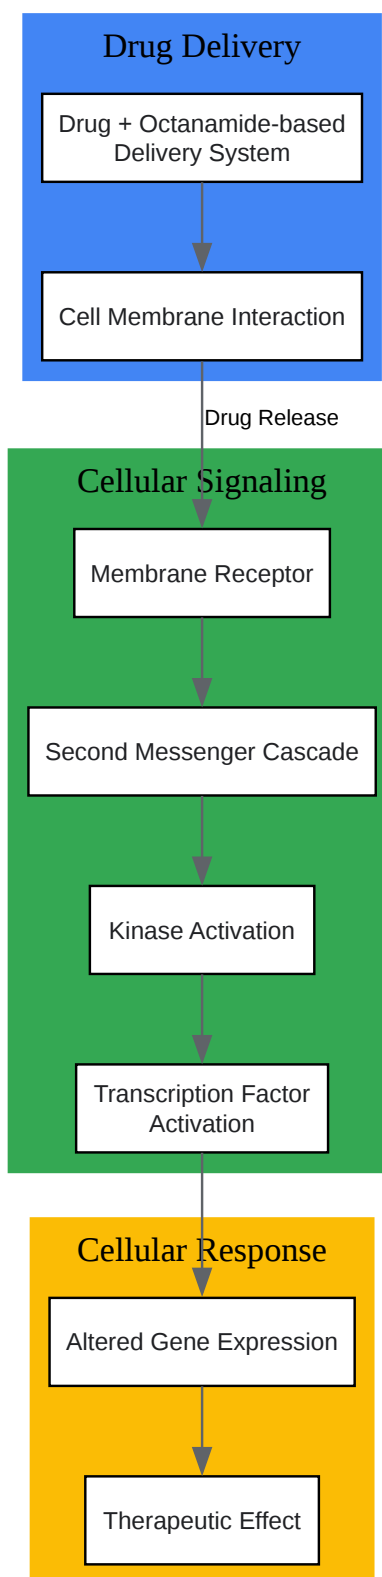 Drug Delivery
Drug + Octanamide-based
Delivery System
Cell Membrane Interaction
Drug Release
Cellular Signaling
Membrane Receptor
Second Messenger Cascade
Kinase Activation
Transcription Factor
Activation
Cellular Response
Altered Gene Expression
Therapeutic Effect